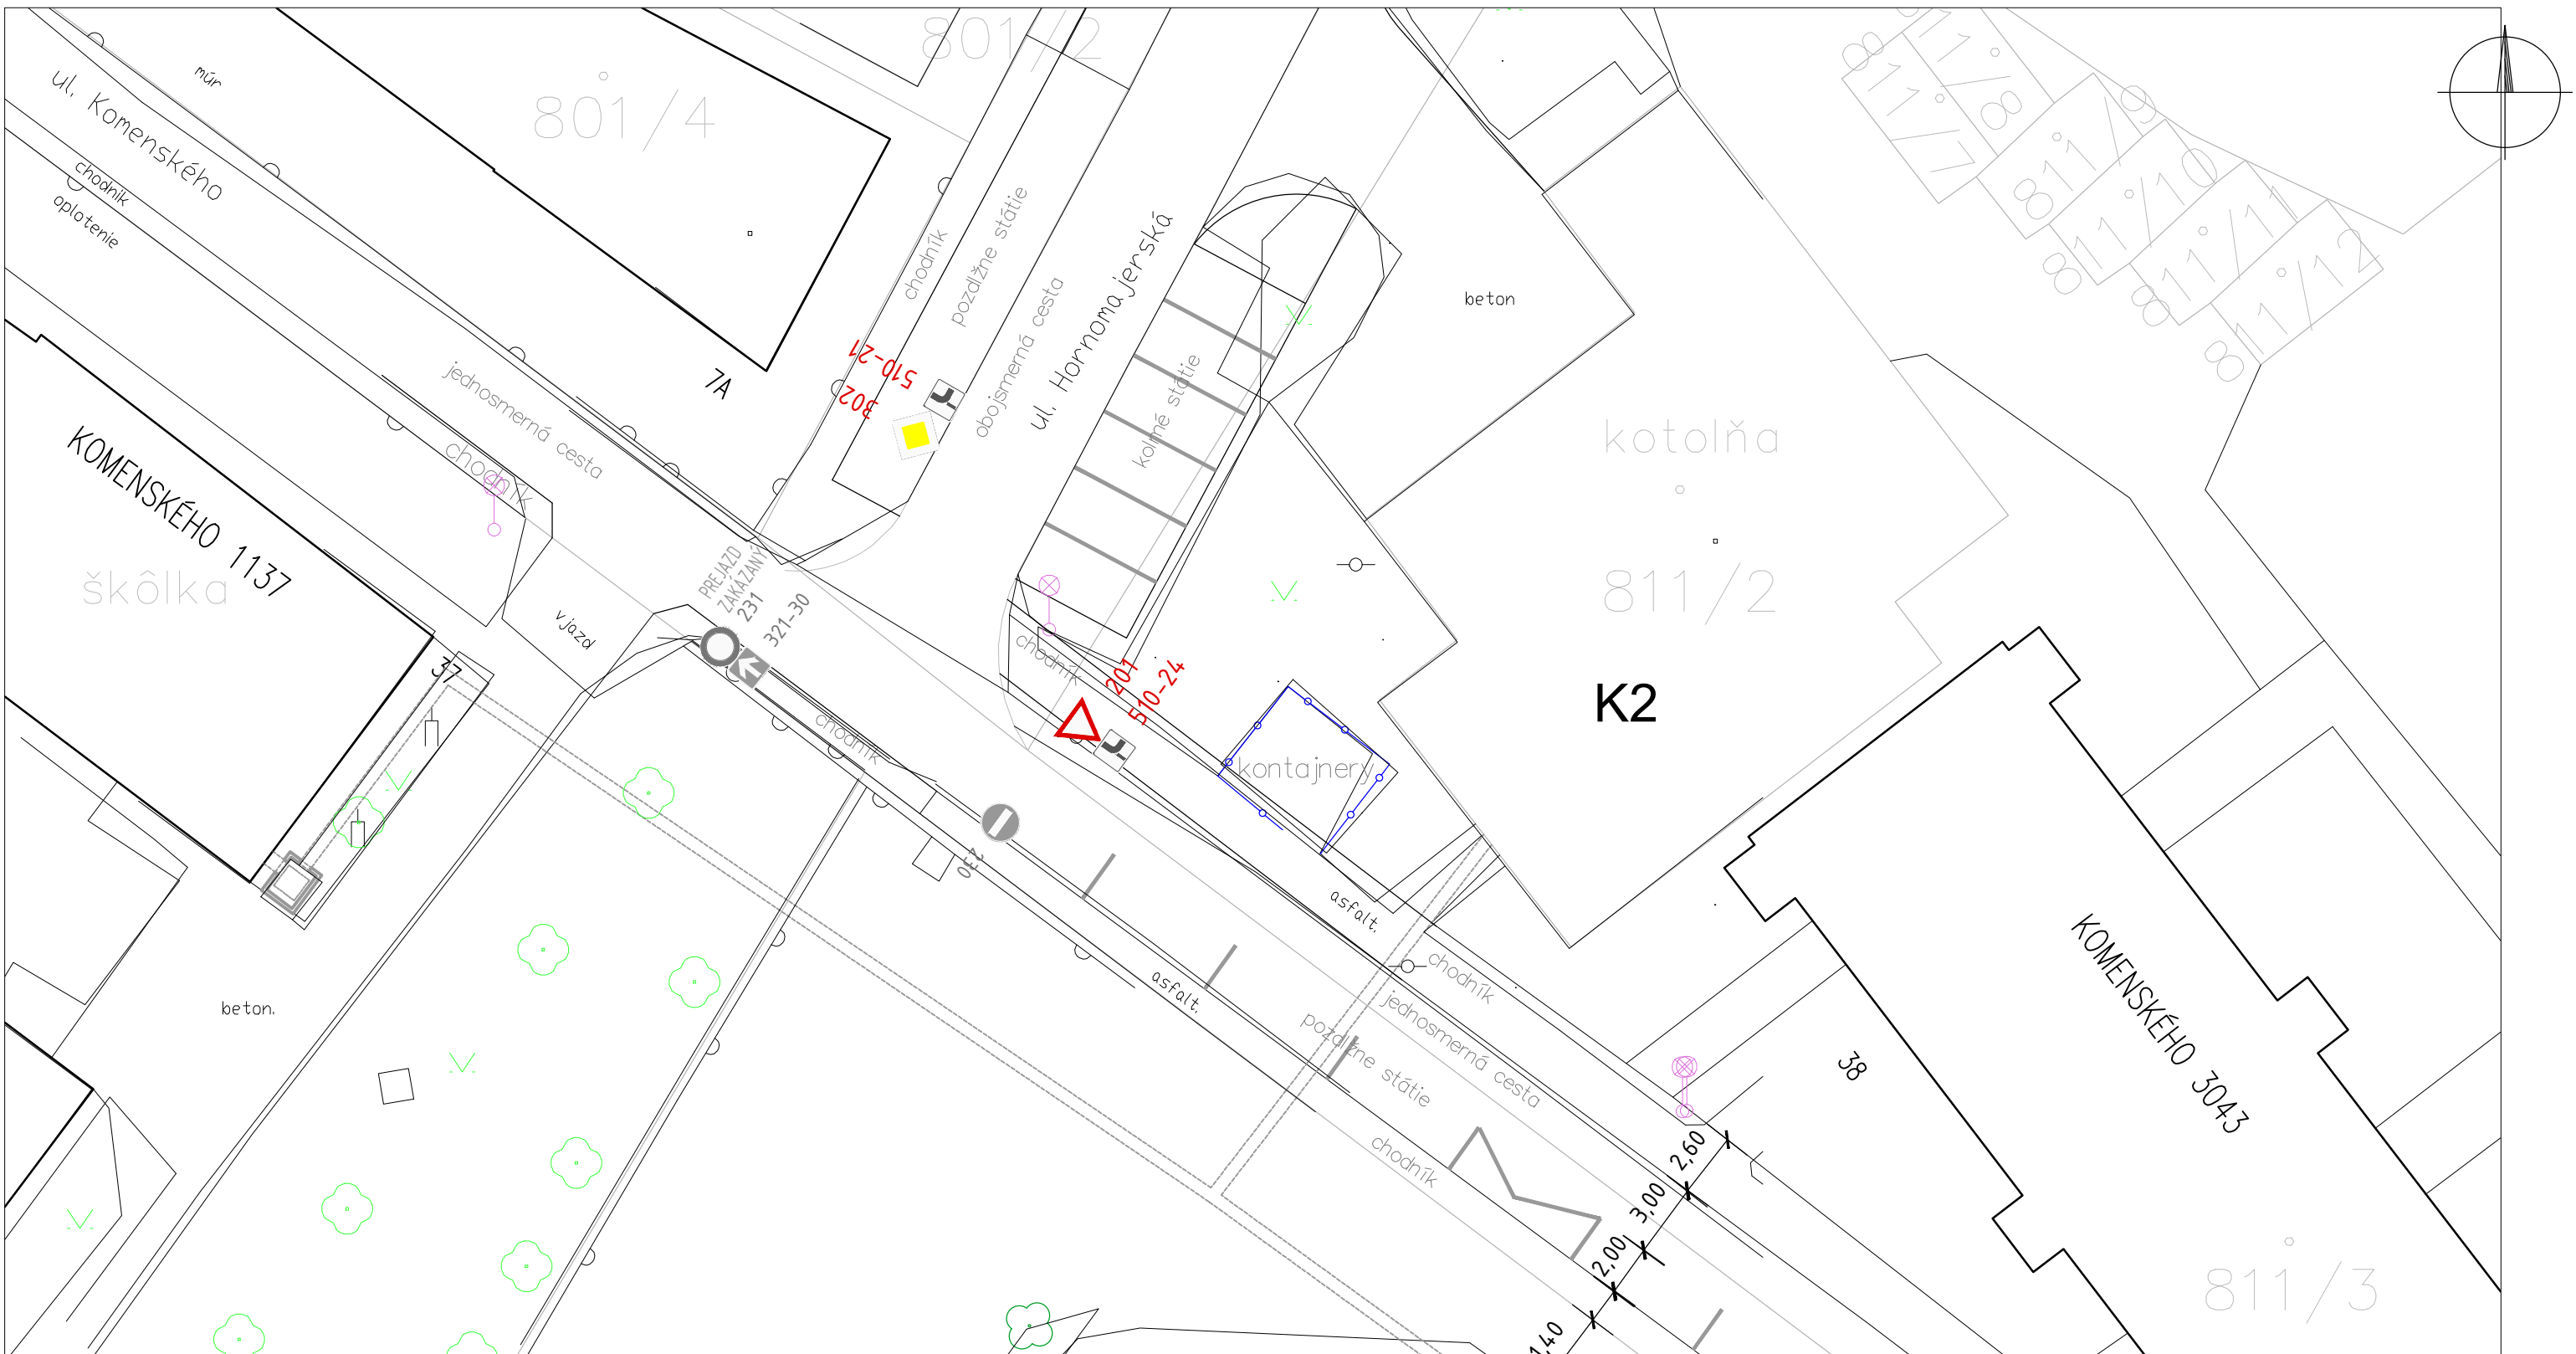 801/2
múr
ul. Komenského
801/4
chodník
oplotenie
811/7
811/8
811/9
811/10
811/11
811/12
chodník
pozdĺžne státie
ul. Hornomajerská
obojsmerná cesta
kolmé státie
beton
510-21
302
7A
jednosmerná cesta
chodník
KOMENSKÉHO 1137
škôlka
kotolňa
811/2
K2
PREJAZD
ZAKÁZANÝ
231
321-30
vjazd
37
chodník
chodník
201
510-24
kontajnery
230
asfalt.
asfalt.
chodník
jednosmerná cesta
pozdĺžne státie
chodník
beton.
KOMENSKÉHO 3043
38
2,60
3,00
2,00
1,40
811/3